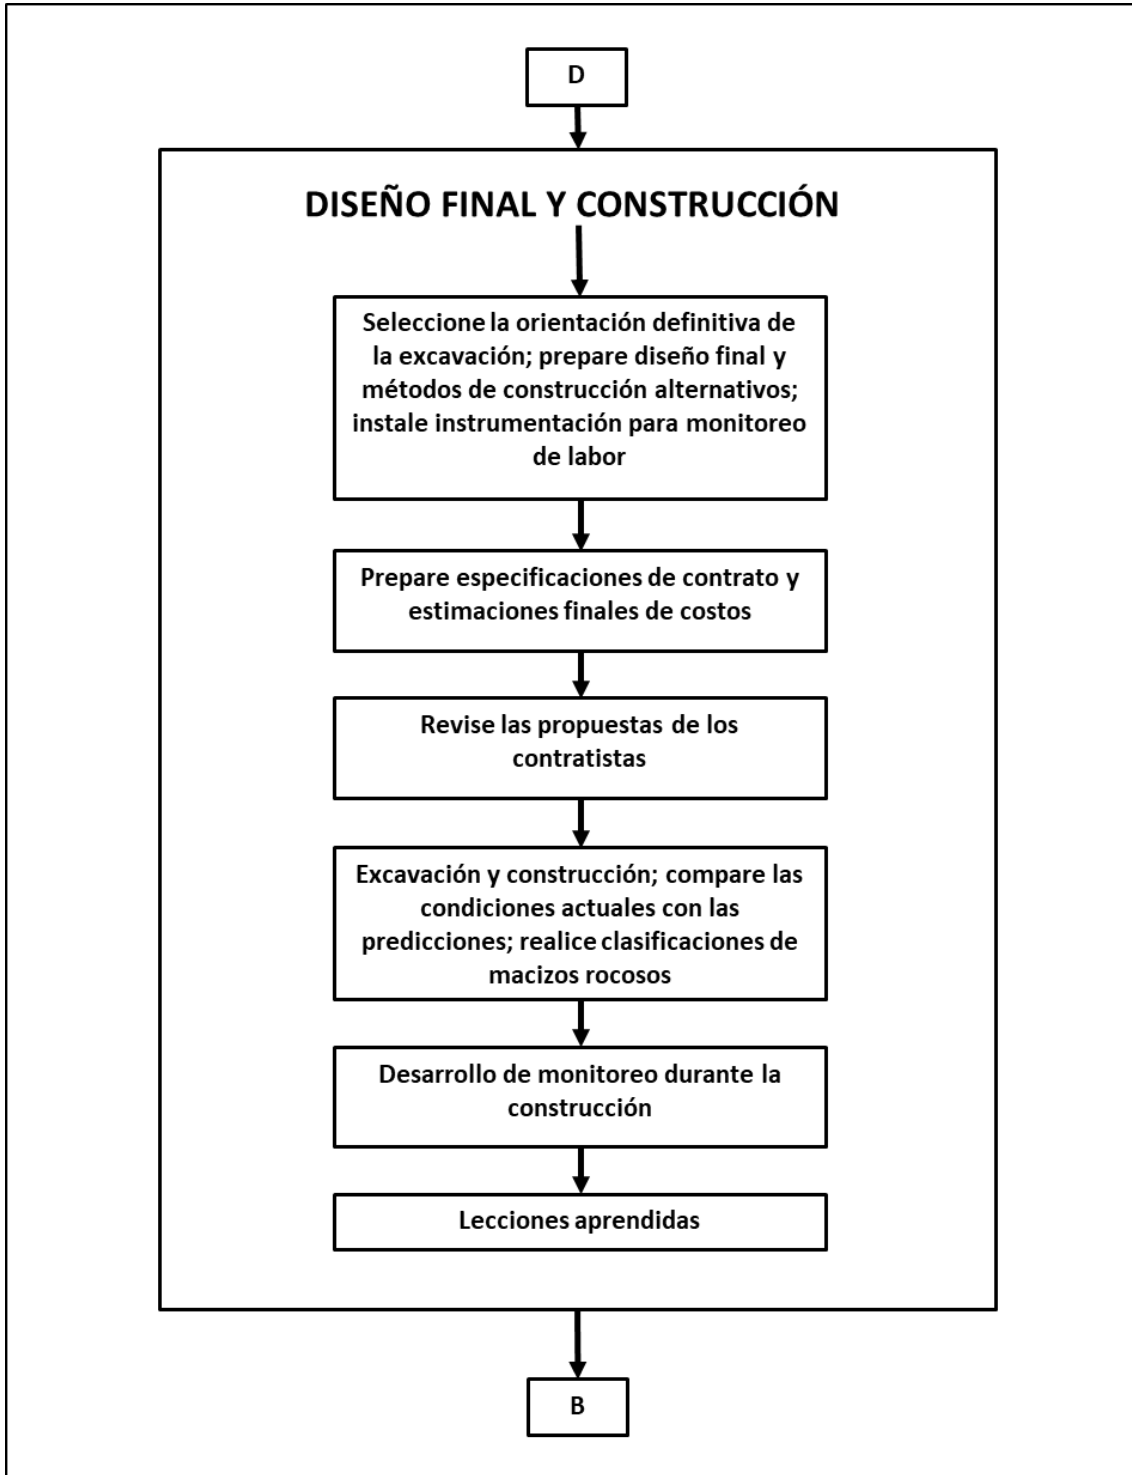 D
DISEÑO FINAL Y CONSTRUCCIÓN
Seleccione la orientación definitiva de
la excavación; prepare diseño final y
métodos de construcción alternativos;
instale instrumentación para monitoreo
de labor
Prepare especificaciones de contrato y
estimaciones finales de costos
Revise las propuestas de los
contratistas
Excavación y construcción; compare las
condiciones actuales con las
predicciones; realice clasificaciones de
macizos rocosos
Desarrollo de monitoreo durante la
construcción
Lecciones aprendidas
B